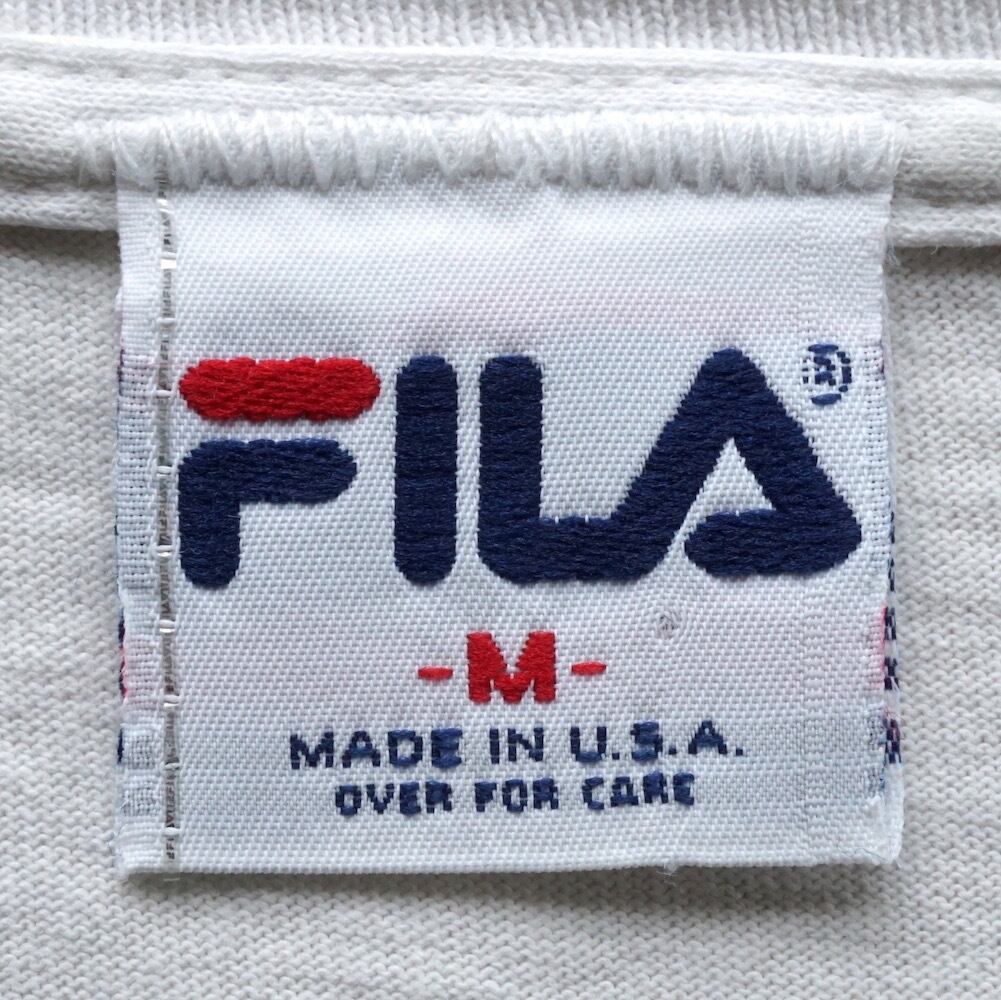 FILA®
-M-
MADE IN U.S.A.
OVER FOR CARE